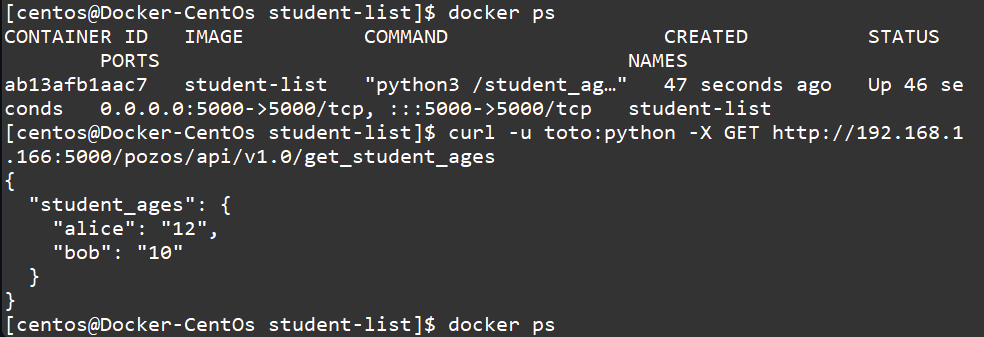 [centos@Docker-CentOs student-list]$ docker ps
CONTAINER ID   IMAGE          COMMAND                  CREATED          STATUS
        PORTS                                       NAMES
ab13afb1aac7   student-list   "python3 /student_ag…"   47 seconds ago   Up 46 se
conds   0.0.0.0:5000->5000/tcp, :::5000->5000/tcp   student-list
[centos@Docker-CentOs student-list]$ curl -u toto:python -X GET http://192.168.1
.166:5000/pozos/api/v1.0/get_student_ages
{
  "student_ages": {
    "alice": "12",
    "bob": "10"
  }
}
[centos@Docker-CentOs student-list]$ docker ps